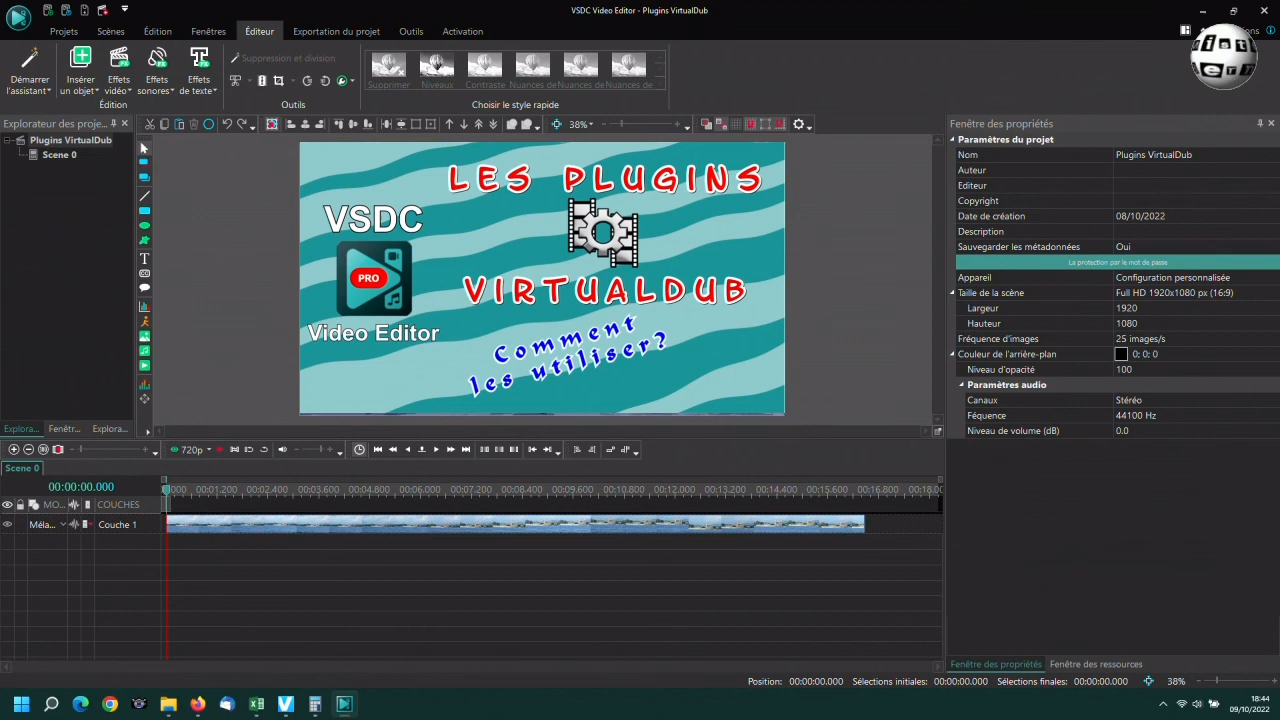 VSDC Video Editor - Plugins VirtualDub
Projets
Scènes
Édition
Fenêtres
Éditeur
Exportation du projet
Outils
Activation
Démarrer l'assistant
Insérer un objet
Effets vidéo
Effets sonores
Effets de texte
Édition
Suppression et division
Outils
Supprimer
Niveaux
Contraste
Nuances de
Nuances de
Nuances de
Choisir le style rapide
Explorateur des proje...
38%
Plugins VirtualDub
Scene 0
LES PLUGINS
VSDC
PRO
VIRTUALDUB
Video Editor
Comment
les utiliser?
Explora...
Fenêtr...
Explora...
Fenêtre des propriétés
Paramètres du projet
Nom Plugins VirtualDub
Auteur
Editeur
Copyright
Date de création 08/10/2022
Description
Sauvegarder les métadonnées Oui
La protection par le mot de passe
Appareil Configuration personnalisée
Taille de la scène Full HD 1920x1080 px (16:9)
Largeur 1920
Hauteur 1080
Fréquence d'images 25 images/s
Couleur de l'arrière-plan 0; 0; 0
Niveau d'opacité 100
Paramètres audio
Canaux Stéréo
Féquence 44100 Hz
Niveau de volume (dB) 0.0
720p
Scene 0
00:00:00.000
000 00:01.200 00:02.400 00:03.600 00:04.800 00:06.000 00:07.200 00:08.400 00:09.600 00:10.800 00:12.000 00:13.200 00:14.400 00:15.600 00:16.800 00:18.00
MO... COUCHES
Méla... Couche 1
Fenêtre des propriétés
Fenêtre des ressources
Position: 00:00:00.000 Sélections initiales: 00:00:00.000 Sélections finales: 00:00:00.000 38%
18:44
09/10/2022